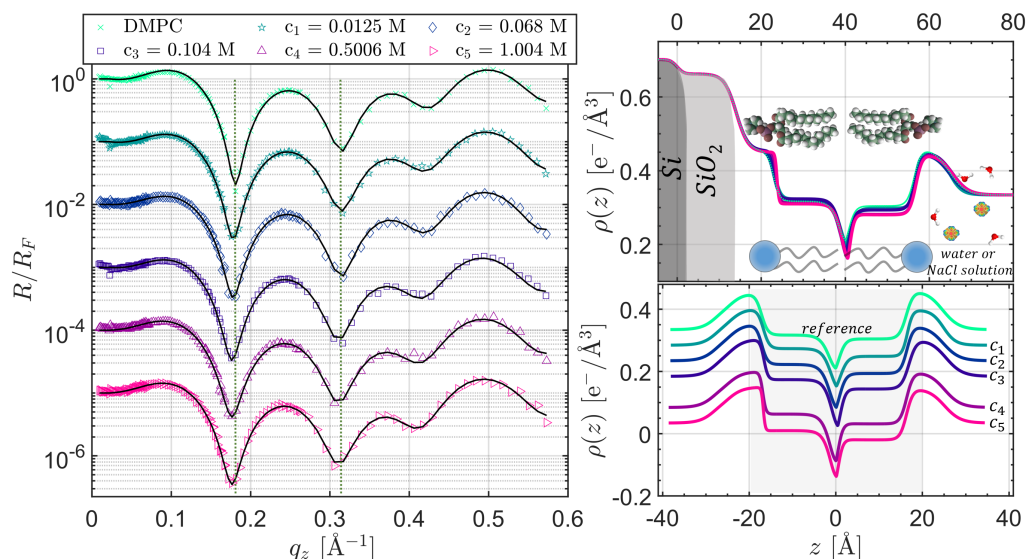 DMPC c₁ = 0.0125 M c₂ = 0.068 M
c₃ = 0.104 M c₄ = 0.5006 M c₅ = 1.004 M
10⁰
10⁻²
10⁻⁴
10⁻⁶
R/R_F
0 0.1 0.2 0.3 0.4 0.5 0.6
q_z [Å⁻¹]
0 20 40 60 80
0.6
0.4
0.2
ρ(z) [e⁻/Å³]
Si
SiO₂
water or
NaCl solution
0.4
0.2
0
-0.2
ρ(z) [e⁻/Å³]
reference
c₁
c₂
c₃
c₄
c₅
-40 -20 0 20 40
z [Å]